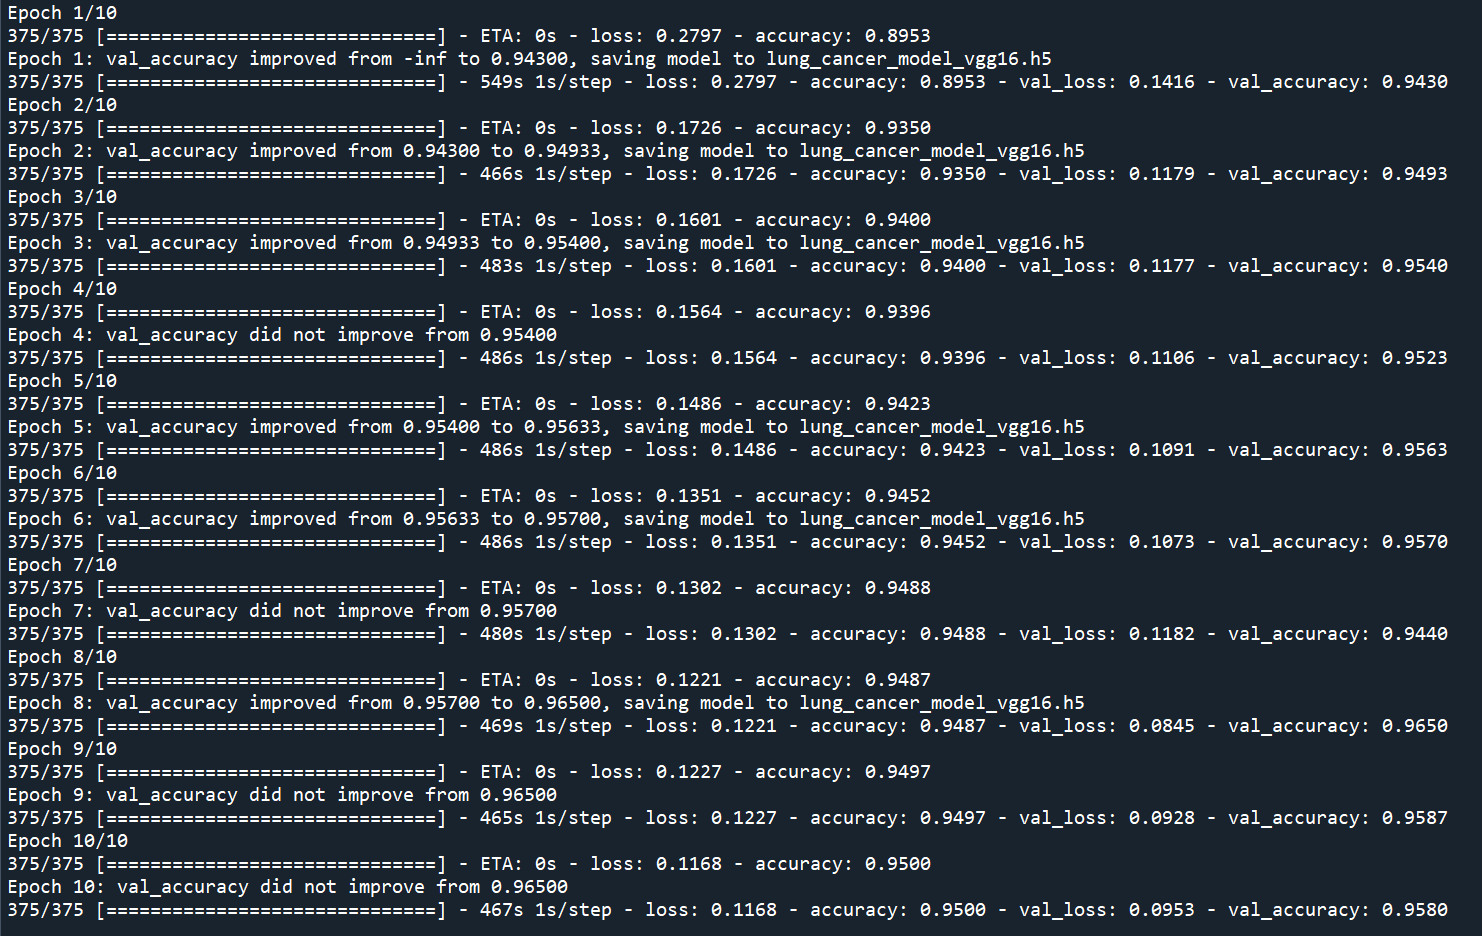 Epoch 1/10
375/375 [==============================] - ETA: 0s - loss: 0.2797 - accuracy: 0.8953
Epoch 1: val_accuracy improved from -inf to 0.94300, saving model to lung_cancer_model_vgg16.h5
375/375 [==============================] - 549s 1s/step - loss: 0.2797 - accuracy: 0.8953 - val_loss: 0.1416 - val_accuracy: 0.9430
Epoch 2/10
375/375 [==============================] - ETA: 0s - loss: 0.1726 - accuracy: 0.9350
Epoch 2: val_accuracy improved from 0.94300 to 0.94933, saving model to lung_cancer_model_vgg16.h5
375/375 [==============================] - 466s 1s/step - loss: 0.1726 - accuracy: 0.9350 - val_loss: 0.1179 - val_accuracy: 0.9493
Epoch 3/10
375/375 [==============================] - ETA: 0s - loss: 0.1601 - accuracy: 0.9400
Epoch 3: val_accuracy improved from 0.94933 to 0.95400, saving model to lung_cancer_model_vgg16.h5
375/375 [==============================] - 483s 1s/step - loss: 0.1601 - accuracy: 0.9400 - val_loss: 0.1177 - val_accuracy: 0.9540
Epoch 4/10
375/375 [==============================] - ETA: 0s - loss: 0.1564 - accuracy: 0.9396
Epoch 4: val_accuracy did not improve from 0.95400
375/375 [==============================] - 486s 1s/step - loss: 0.1564 - accuracy: 0.9396 - val_loss: 0.1106 - val_accuracy: 0.9523
Epoch 5/10
375/375 [==============================] - ETA: 0s - loss: 0.1486 - accuracy: 0.9423
Epoch 5: val_accuracy improved from 0.95400 to 0.95633, saving model to lung_cancer_model_vgg16.h5
375/375 [==============================] - 486s 1s/step - loss: 0.1486 - accuracy: 0.9423 - val_loss: 0.1091 - val_accuracy: 0.9563
Epoch 6/10
375/375 [==============================] - ETA: 0s - loss: 0.1351 - accuracy: 0.9452
Epoch 6: val_accuracy improved from 0.95633 to 0.95700, saving model to lung_cancer_model_vgg16.h5
375/375 [==============================] - 486s 1s/step - loss: 0.1351 - accuracy: 0.9452 - val_loss: 0.1073 - val_accuracy: 0.9570
Epoch 7/10
375/375 [==============================] - ETA: 0s - loss: 0.1302 - accuracy: 0.9488
Epoch 7: val_accuracy did not improve from 0.95700
375/375 [==============================] - 480s 1s/step - loss: 0.1302 - accuracy: 0.9488 - val_loss: 0.1182 - val_accuracy: 0.9440
Epoch 8/10
375/375 [==============================] - ETA: 0s - loss: 0.1221 - accuracy: 0.9487
Epoch 8: val_accuracy improved from 0.95700 to 0.96500, saving model to lung_cancer_model_vgg16.h5
375/375 [==============================] - 469s 1s/step - loss: 0.1221 - accuracy: 0.9487 - val_loss: 0.0845 - val_accuracy: 0.9650
Epoch 9/10
375/375 [==============================] - ETA: 0s - loss: 0.1227 - accuracy: 0.9497
Epoch 9: val_accuracy did not improve from 0.96500
375/375 [==============================] - 465s 1s/step - loss: 0.1227 - accuracy: 0.9497 - val_loss: 0.0928 - val_accuracy: 0.9587
Epoch 10/10
375/375 [==============================] - ETA: 0s - loss: 0.1168 - accuracy: 0.9500
Epoch 10: val_accuracy did not improve from 0.96500
375/375 [==============================] - 467s 1s/step - loss: 0.1168 - accuracy: 0.9500 - val_loss: 0.0953 - val_accuracy: 0.9580